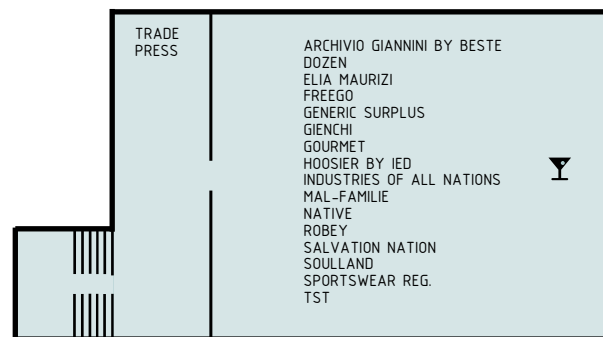 TRADE
PRESS
ARCHIVIO GIANNINI BY BESTE
DOZEN
ELIA MAURIZI
FREEGO
GENERIC SURPLUS
GIENCHI
GOURMET
HOOSIER BY IED
INDUSTRIES OF ALL NATIONS
MAL-FAMILIE
NATIVE
ROBEY
SALVATION NATION
SOULLAND
SPORTSWEAR REG.
TST